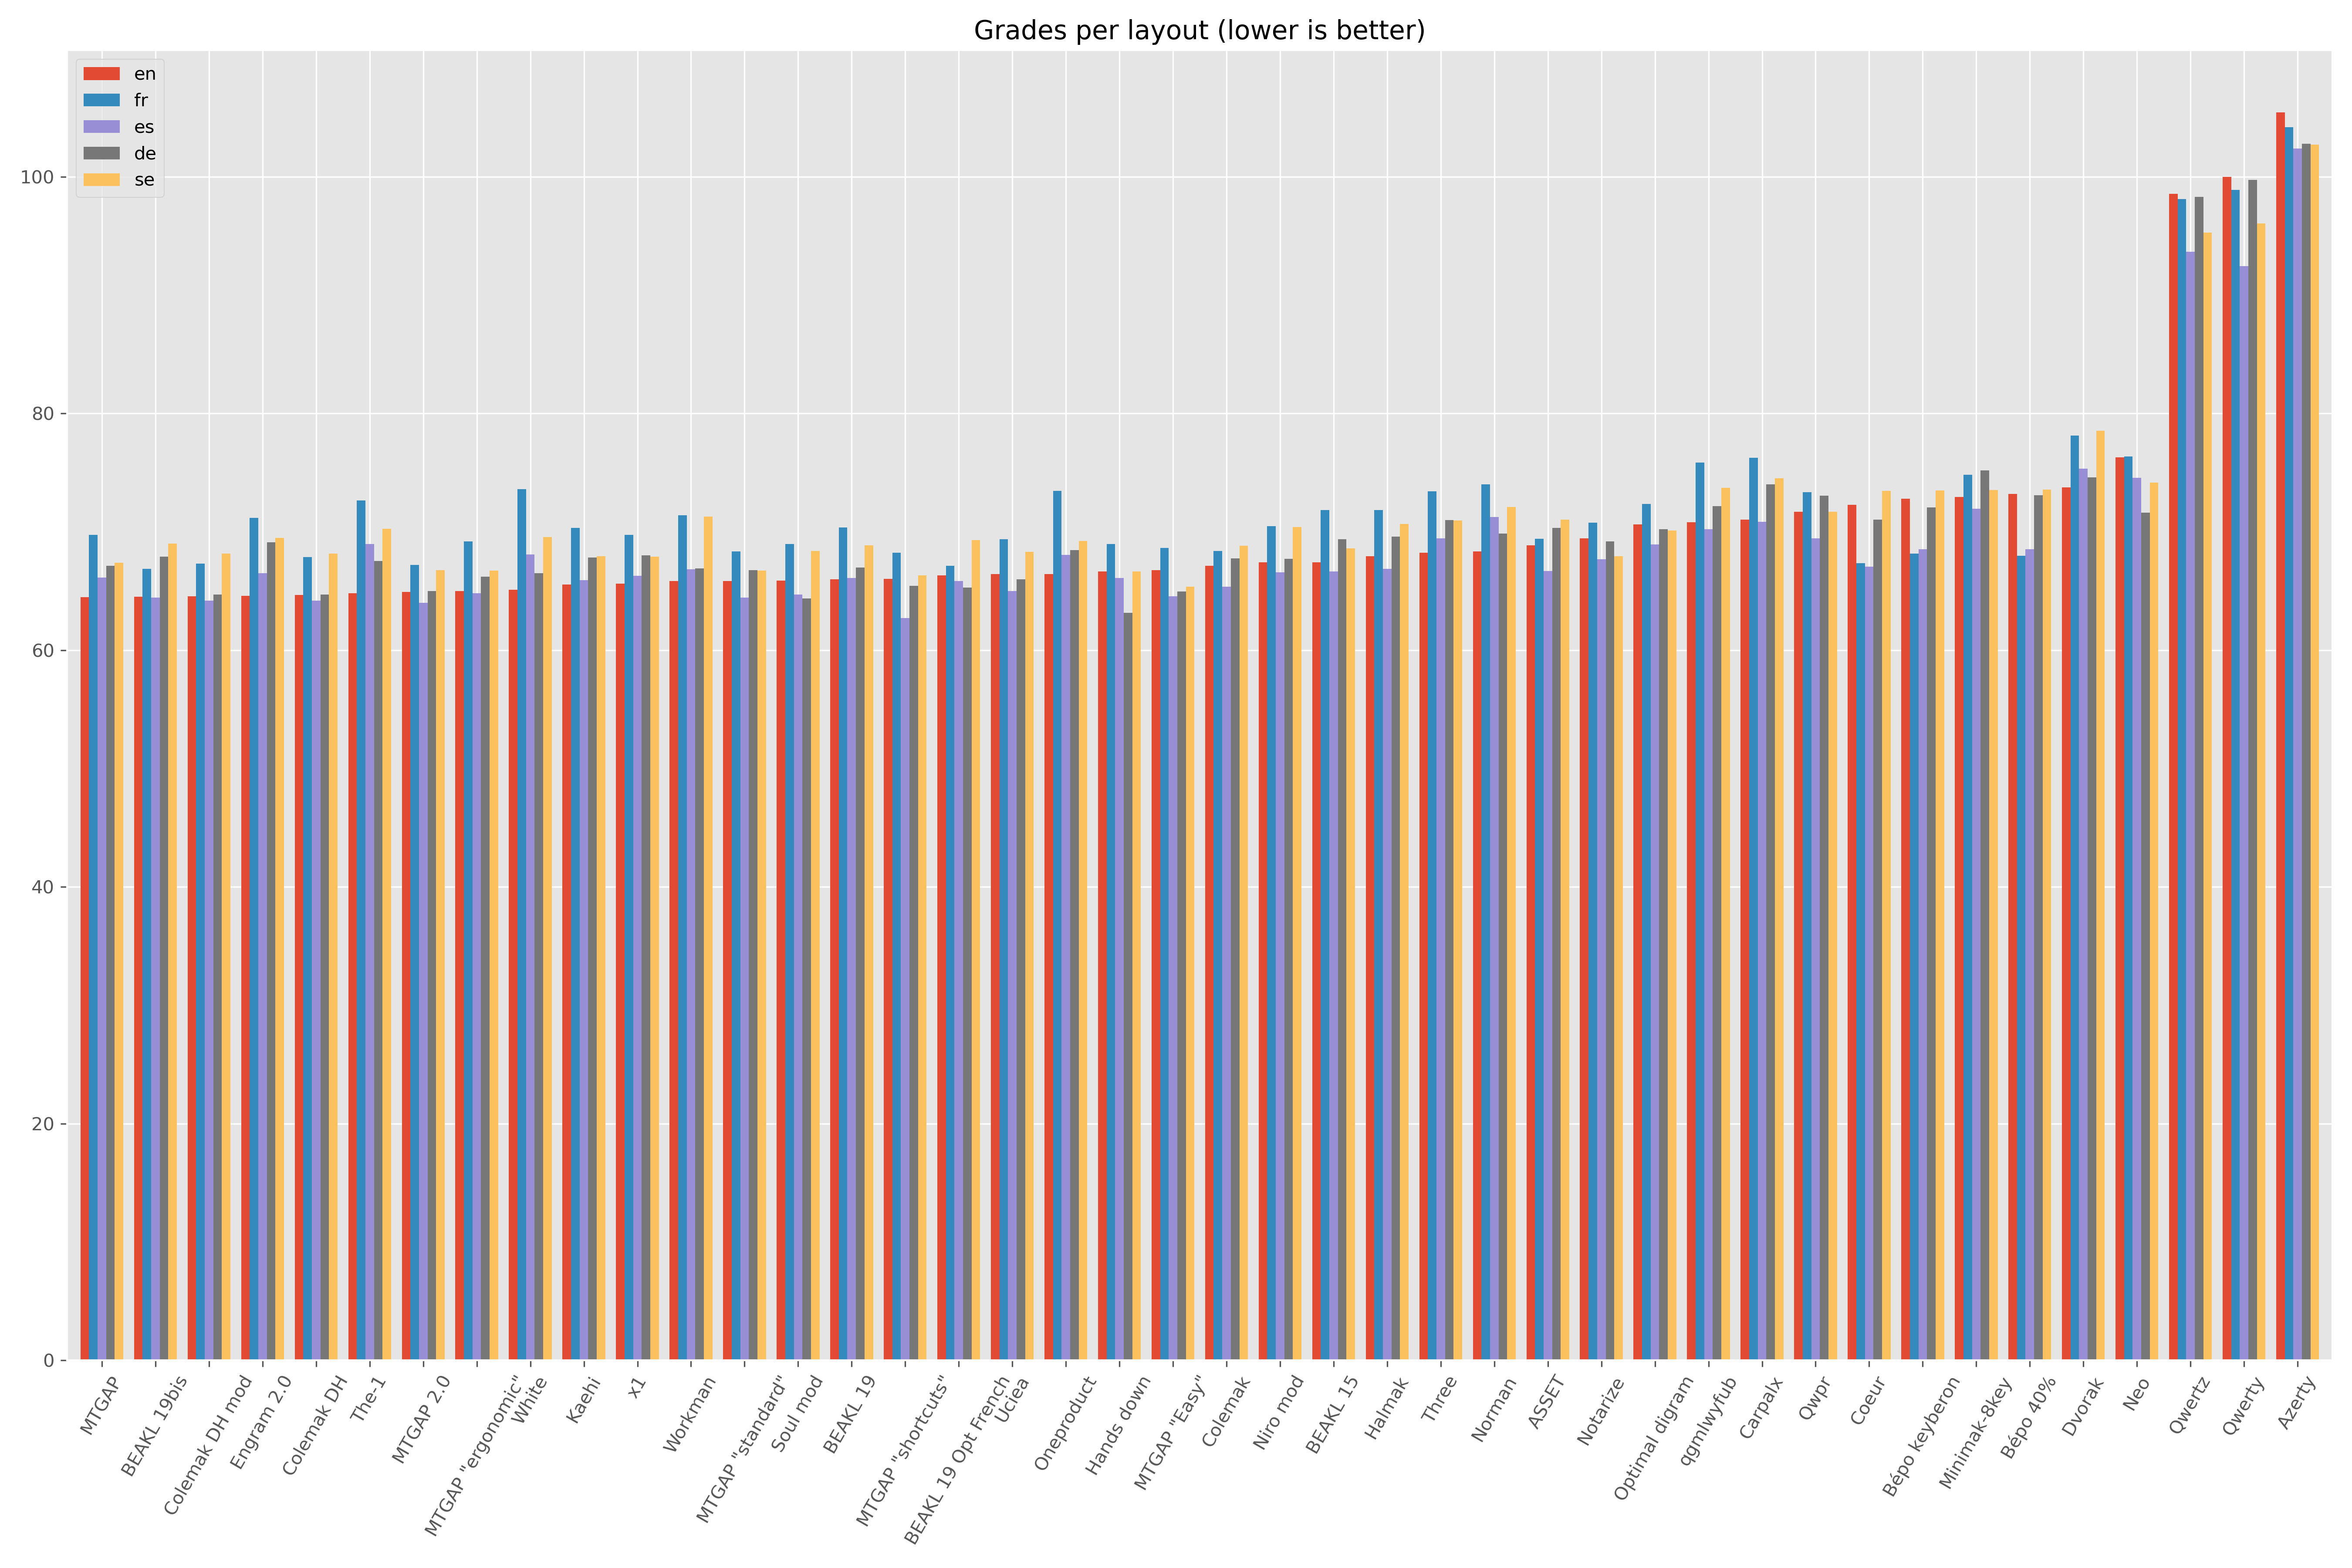 Grades per layout (lower is better)
en
fr
es
de
se
100
80
60
40
20
0
MTGAP
BEAKL 19bis
Colemak DH mod
Engram 2.0
Colemak DH
The-1
MTGAP 2.0
MTGAP "ergonomic"
White
Kaehi
x1
Workman
MTGAP "standard"
Soul mod
BEAKL 19
MTGAP "shortcuts"
BEAKL 19 Opt French
Uciea
Oneproduct
Hands down
MTGAP "Easy"
Colemak
Niro mod
BEAKL 15
Halmak
Three
Norman
ASSET
Notarize
Optimal digram
qgmlwyfub
Carpalx
Qwpr
Coeur
Bépo keyberon
Minimak-8key
Bépo 40%
Dvorak
Neo
Qwertz
Qwerty
Azerty